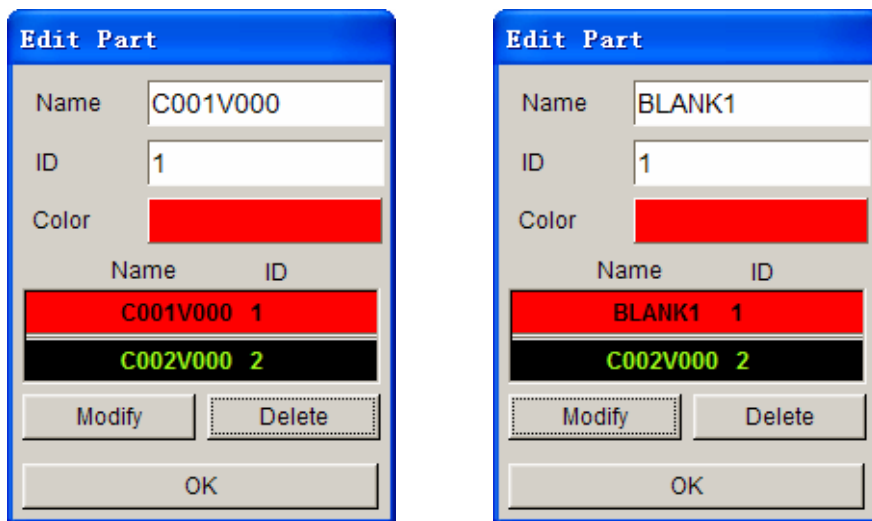 Edit Part
Name C001V000
ID 1
Color
Name ID
C001V000 1
C002V000 2
Modify Delete
OK
Edit Part
Name BLANK1
ID 1
Color
Name ID
BLANK1 1
C002V000 2
Modify Delete
OK